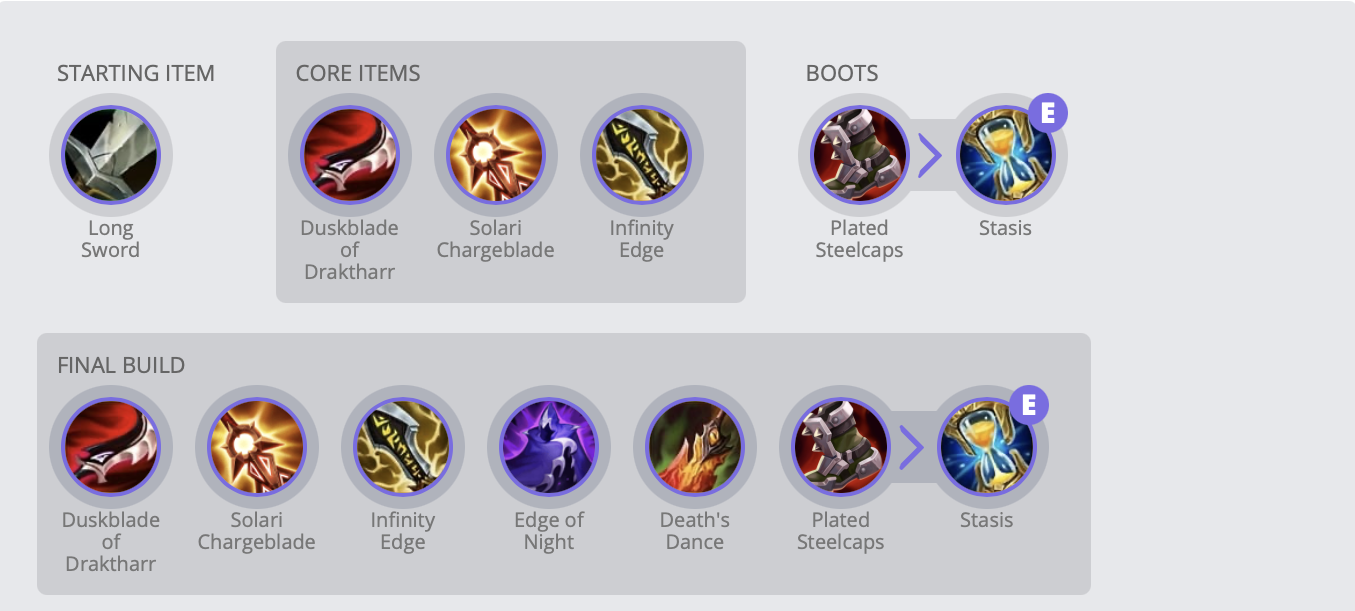 STARTING ITEM
Long
Sword
CORE ITEMS
Duskblade
of
Draktharr
Solari
Chargeblade
Infinity
Edge
BOOTS
Plated
Steelcaps
E
Stasis
FINAL BUILD
Duskblade
of
Draktharr
Solari
Chargeblade
Infinity
Edge
Edge of
Night
Death's
Dance
Plated
Steelcaps
E
Stasis